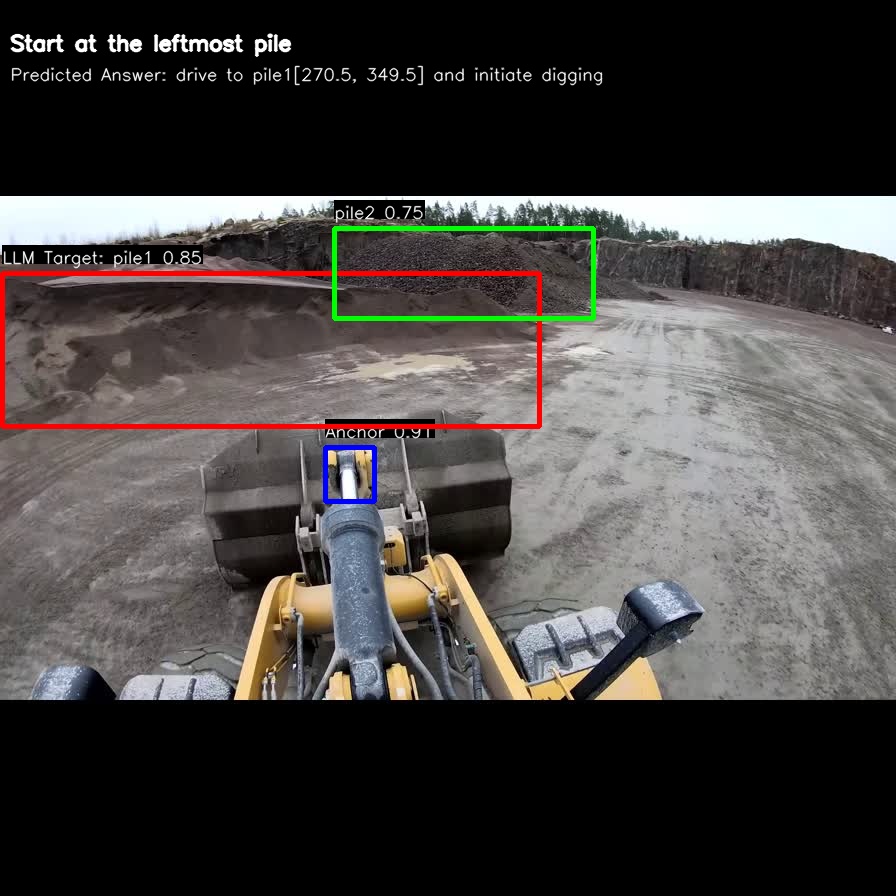 Start at the leftmost pile
Predicted Answer: drive to pile1[270.5, 349.5] and initiate digging
pile2 0.75
LLM Target: pile1 0.85
Anchor 0.91